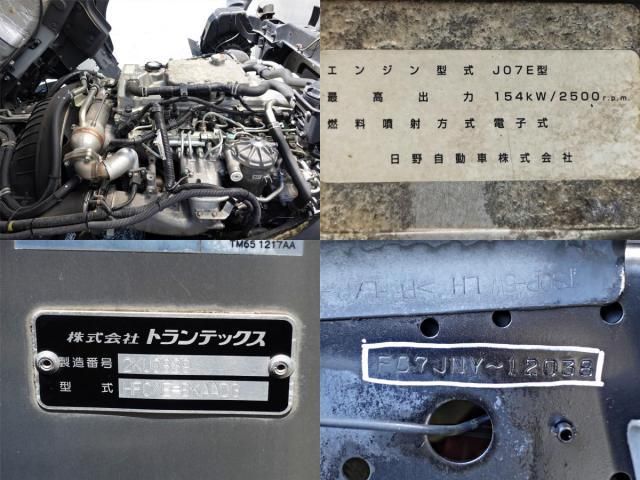 エンジン型式 J07E型
最高出力 154kW/2500r.p.m.
燃料噴射方式 電子式
日野自動車株式会社
TM65 1217AA
株式会社トランテックス
製造番号
型式
FC7JNY~12038